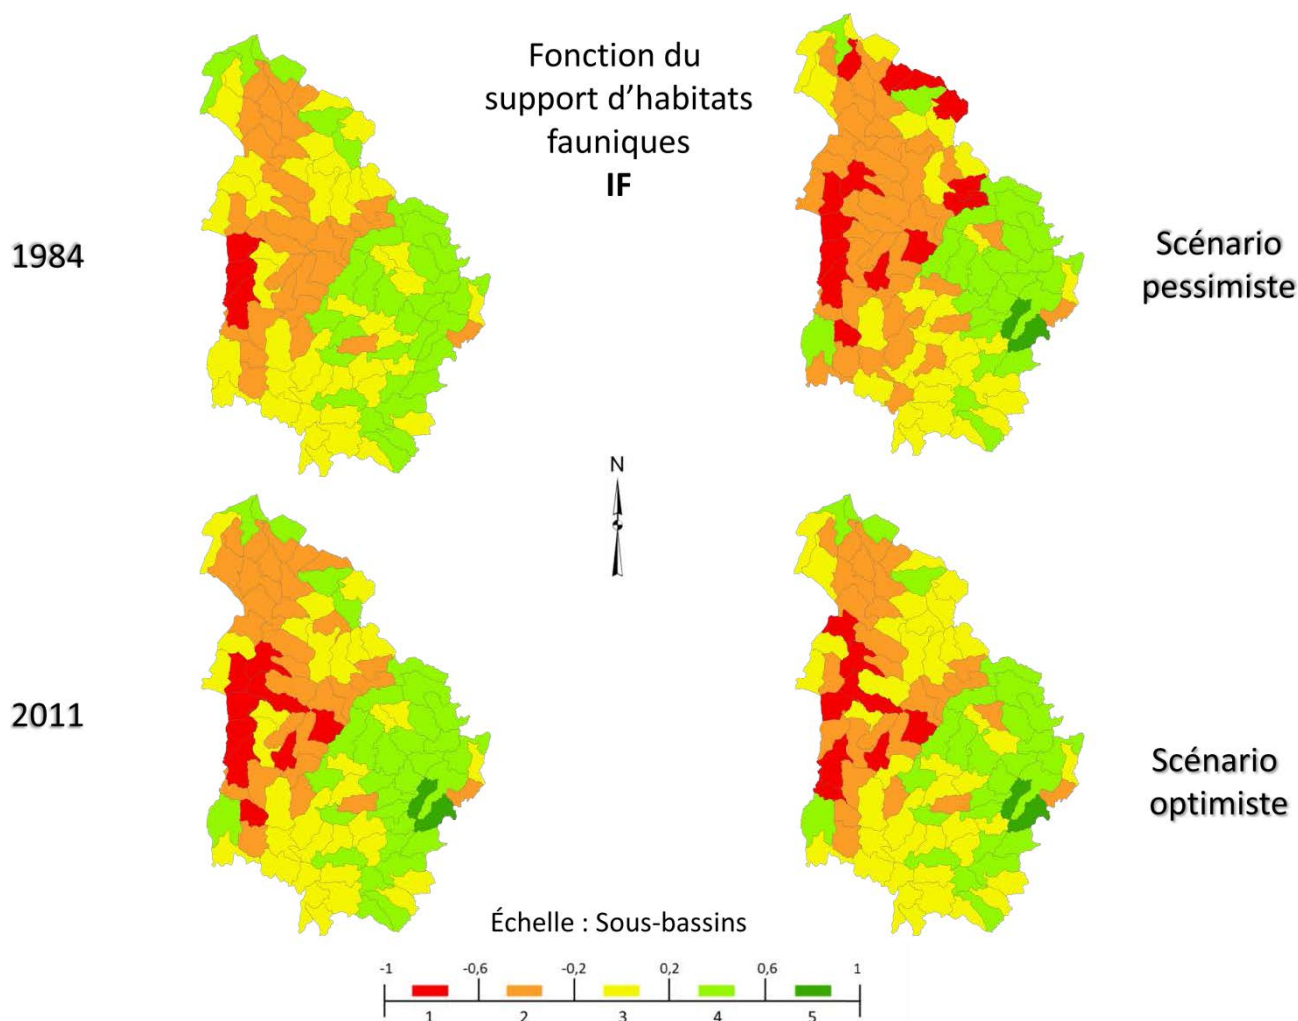 Fonction du
support d’habitats
fauniques
IF
1984
Scénario
pessimiste
N
2011
Scénario
optimiste
Échelle : Sous-bassins
-1 -0,6 -0,2 0,2 0,6 1
1 2 3 4 5